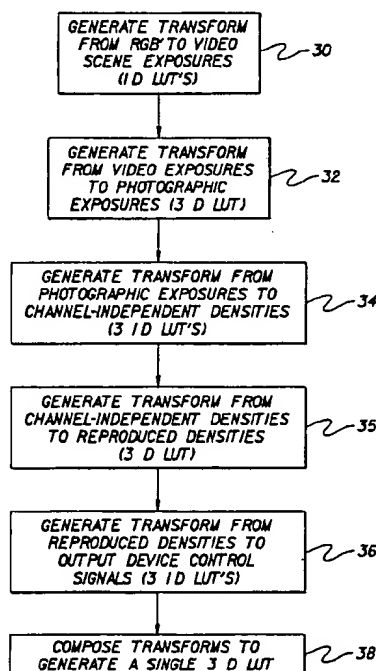 GENERATE TRANSFORM
FROM RGB' TO VIDEO
SCENE EXPOSURES
(1 D LUT'S)
30
GENERATE TRANSFORM
FROM VIDEO EXPOSURES
TO PHOTOGRAPHIC
EXPOSURES (3 D LUT)
32
GENERATE TRANSFORM FROM
PHOTOGRAPHIC EXPOSURES TO
CHANNEL-INDEPENDENT DENSITIES
(3 1D LUT'S)
34
GENERATE TRANSFORM FROM
CHANNEL-INDEPENDENT DENSITIES
TO REPRODUCED DENSITIES
(3 D LUT)
35
GENERATE TRANSFORM FROM
REPRODUCED DENSITIES TO
OUTPUT DEVICE CONTROL
SIGNALS (3 1D LUT'S)
36
COMPOSE TRANSFORMS TO
GENERATE A SINGLE 3 D LUT
38